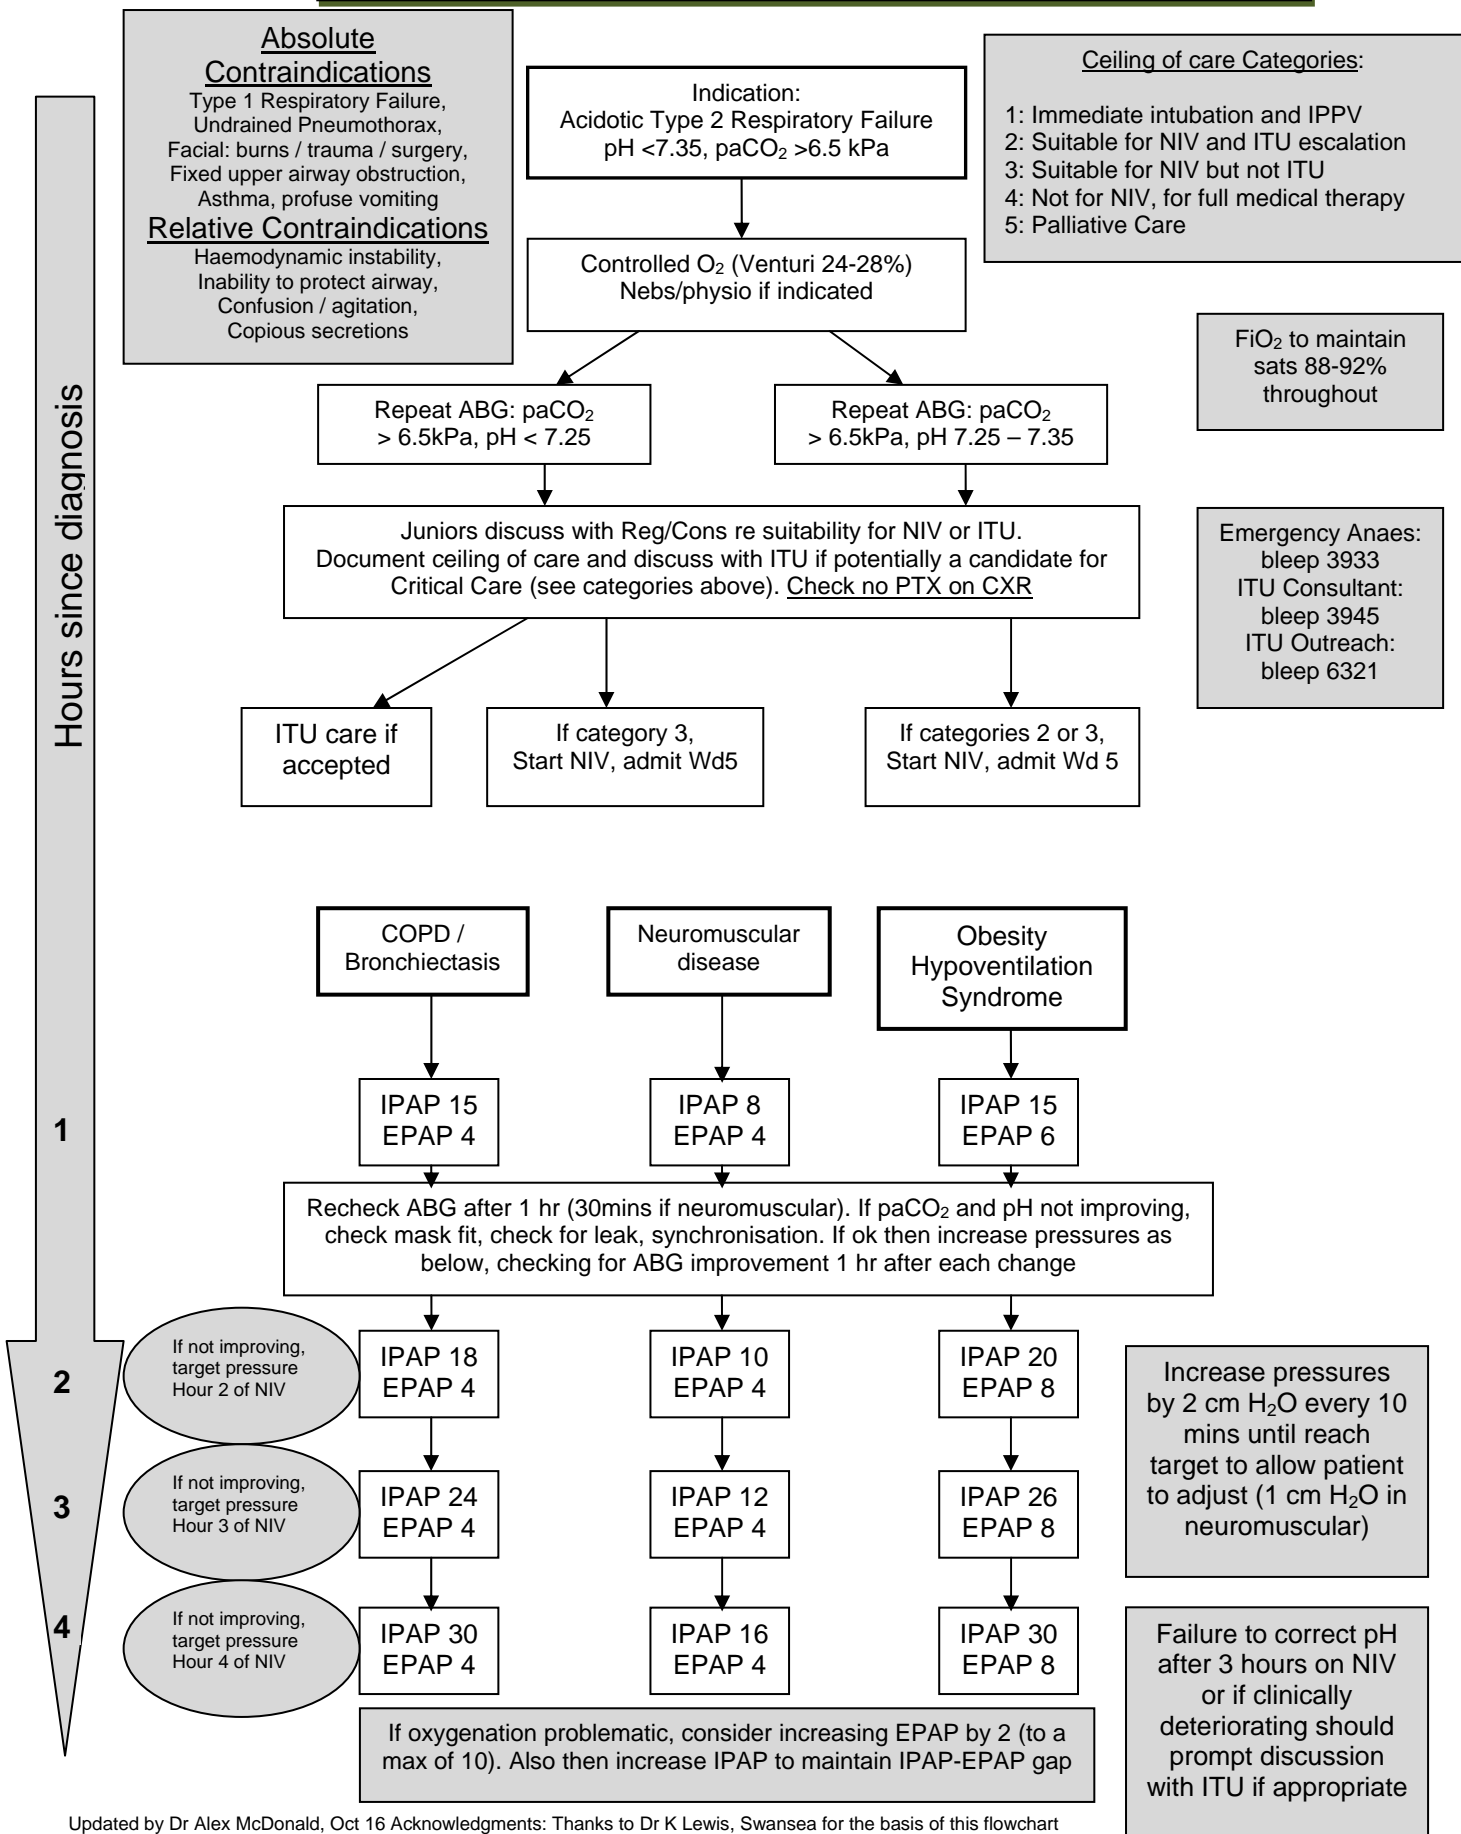 Absolute
Contraindications
Type 1 Respiratory Failure,
Undrained Pneumothorax,
Facial: burns / trauma / surgery,
Fixed upper airway obstruction,
Asthma, profuse vomiting
Relative Contraindications
Haemodynamic instability,
Inability to protect airway,
Confusion / agitation,
Copious secretions
Indication:
Acidotic Type 2 Respiratory Failure
pH <7.35, paCO₂ >6.5 kPa
Ceiling of care Categories:
1: Immediate intubation and IPPV
2: Suitable for NIV and ITU escalation
3: Suitable for NIV but not ITU
4: Not for NIV, for full medical therapy
5: Palliative Care
Controlled O₂ (Venturi 24-28%)
Nebs/physio if indicated
FiO₂ to maintain
sats 88-92%
throughout
Repeat ABG: paCO₂
> 6.5kPa, pH < 7.25
Repeat ABG: paCO₂
> 6.5kPa, pH 7.25 – 7.35
Hours since diagnosis
Juniors discuss with Reg/Cons re suitability for NIV or ITU.
Document ceiling of care and discuss with ITU if potentially a candidate for
Critical Care (see categories above). Check no PTX on CXR
Emergency Anaes:
bleep 3933
ITU Consultant:
bleep 3945
ITU Outreach:
bleep 6321
ITU care if
accepted
If category 3,
Start NIV, admit Wd5
If categories 2 or 3,
Start NIV, admit Wd 5
COPD /
Bronchiectasis
Neuromuscular
disease
Obesity
Hypoventilation
Syndrome
1
IPAP 15
EPAP 4
IPAP 8
EPAP 4
IPAP 15
EPAP 6
Recheck ABG after 1 hr (30mins if neuromuscular). If paCO₂ and pH not improving,
check mask fit, check for leak, synchronisation. If ok then increase pressures as
below, checking for ABG improvement 1 hr after each change
2
If not improving,
target pressure
Hour 2 of NIV
IPAP 18
EPAP 4
IPAP 10
EPAP 4
IPAP 20
EPAP 8
Increase pressures
by 2 cm H₂O every 10
mins until reach
target to allow patient
to adjust (1 cm H₂O in
neuromuscular)
3
If not improving,
target pressure
Hour 3 of NIV
IPAP 24
EPAP 4
IPAP 12
EPAP 4
IPAP 26
EPAP 8
4
If not improving,
target pressure
Hour 4 of NIV
IPAP 30
EPAP 4
IPAP 16
EPAP 4
IPAP 30
EPAP 8
Failure to correct pH
after 3 hours on NIV
or if clinically
deteriorating should
prompt discussion
with ITU if appropriate
If oxygenation problematic, consider increasing EPAP by 2 (to a
max of 10). Also then increase IPAP to maintain IPAP-EPAP gap
Updated by Dr Alex McDonald, Oct 16 Acknowledgments: Thanks to Dr K Lewis, Swansea for the basis of this flowchart